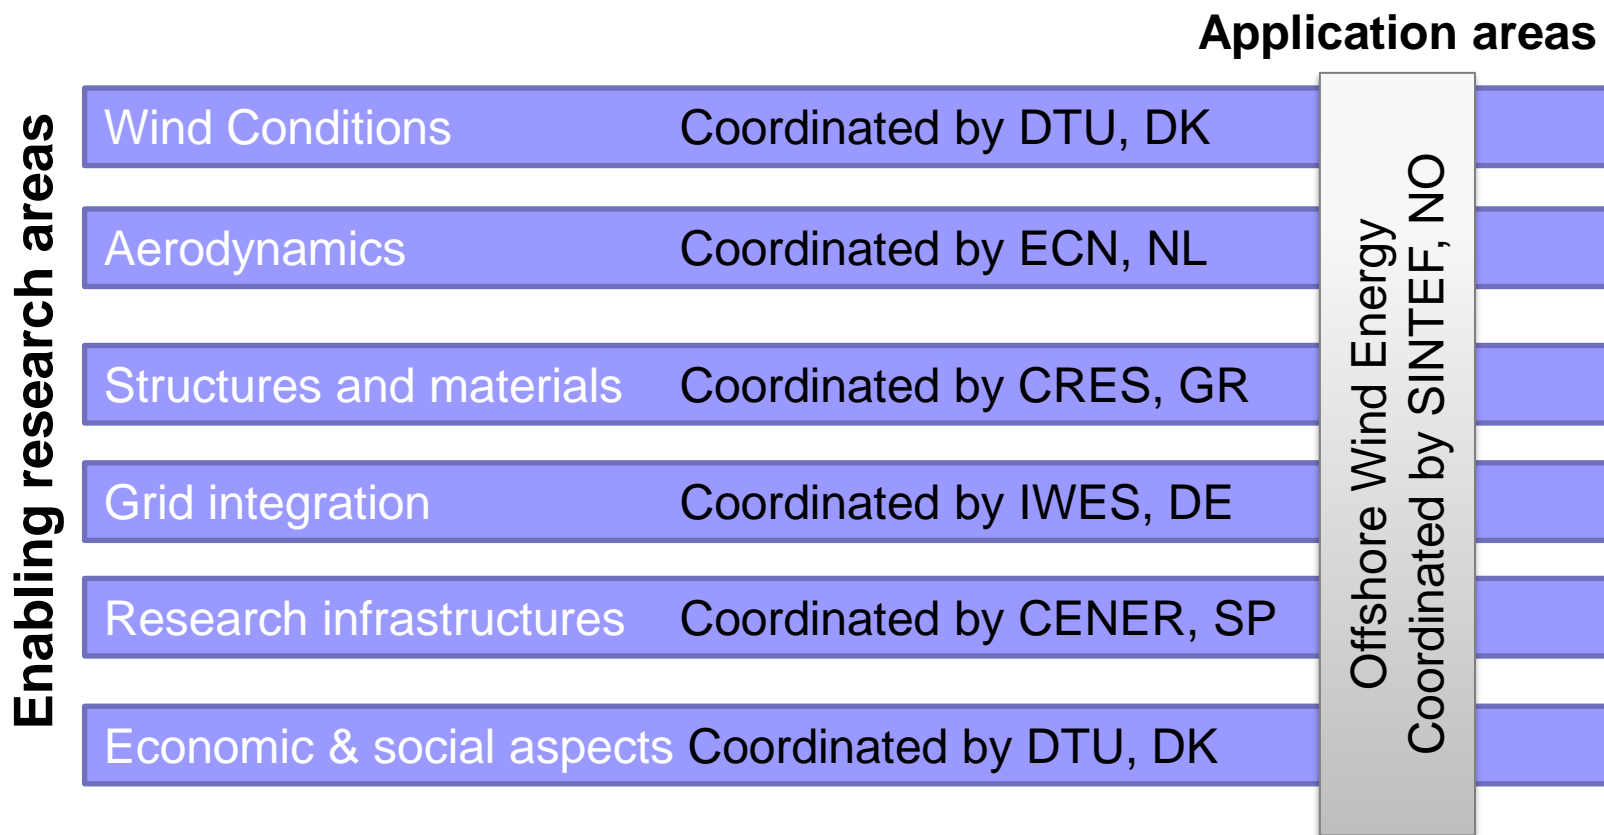 Application areas
Enabling research areas
Wind Conditions Coordinated by DTU, DK
Aerodynamics Coordinated by ECN, NL
Structures and materials Coordinated by CRES, GR
Grid integration Coordinated by IWES, DE
Research infrastructures Coordinated by CENER, SP
Economic & social aspects Coordinated by DTU, DK
Offshore Wind Energy
Coordinated by SINTEF, NO